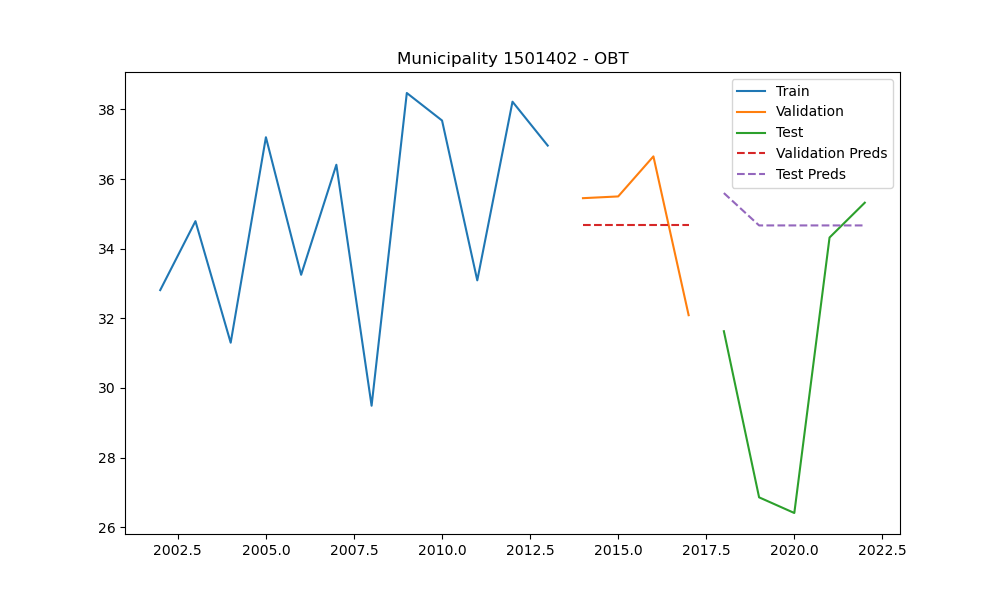 Municipality 1501402 - OBT
Train
Validation
Test
Validation Preds
Test Preds
38
36
34
32
30
28
26
2002.5 2005.0 2007.5 2010.0 2012.5 2015.0 2017.5 2020.0 2022.5